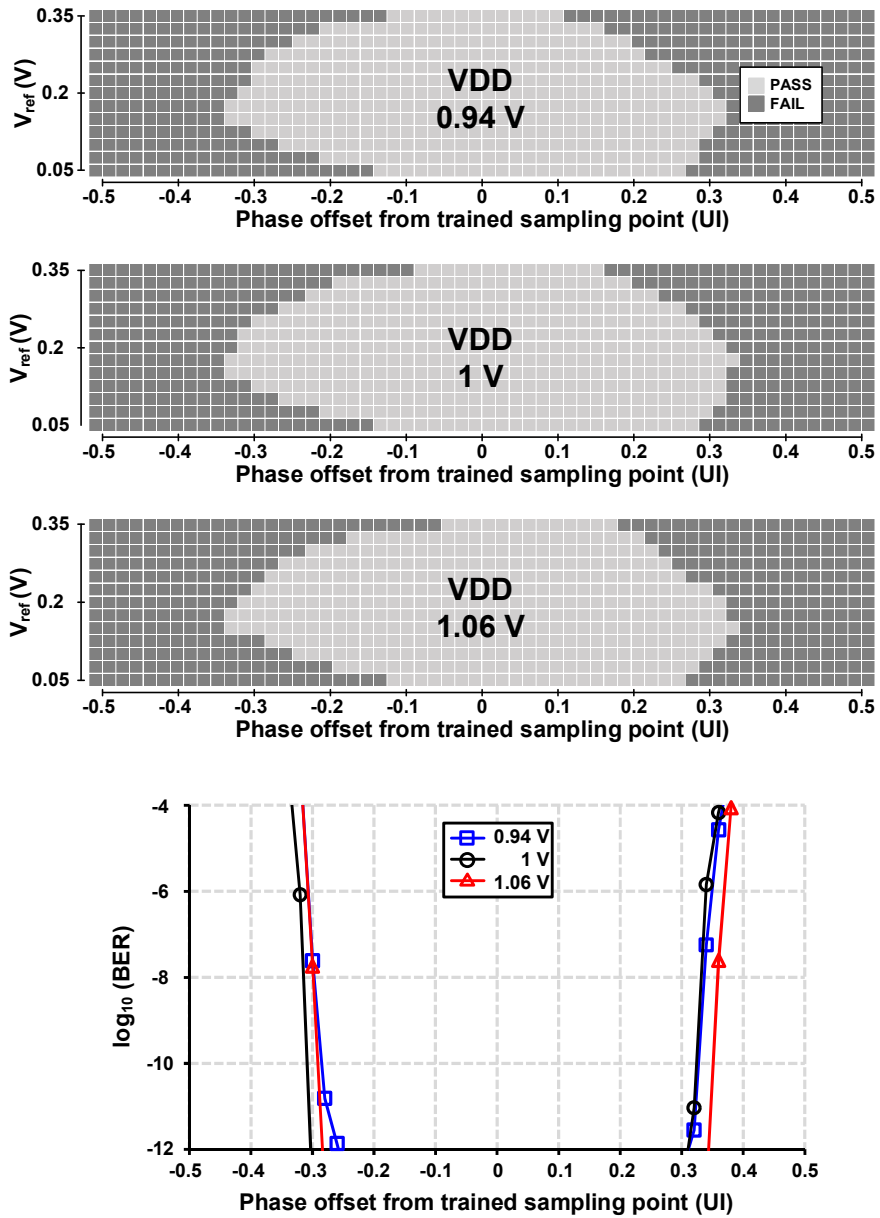 0.35
0.2
0.05
V_ref (V)
VDD
0.94 V
PASS
FAIL
-0.5 -0.4 -0.3 -0.2 -0.1 0 0.1 0.2 0.3 0.4 0.5
Phase offset from trained sampling point (UI)
0.35
0.2
0.05
V_ref (V)
VDD
1 V
-0.5 -0.4 -0.3 -0.2 -0.1 0 0.1 0.2 0.3 0.4 0.5
Phase offset from trained sampling point (UI)
0.35
0.2
0.05
V_ref (V)
VDD
1.06 V
-0.5 -0.4 -0.3 -0.2 -0.1 0 0.1 0.2 0.3 0.4 0.5
Phase offset from trained sampling point (UI)
-4
-6
-8
-10
-12
log₁₀ (BER)
0.94 V
1 V
1.06 V
-0.5 -0.4 -0.3 -0.2 -0.1 0 0.1 0.2 0.3 0.4 0.5
Phase offset from trained sampling point (UI)